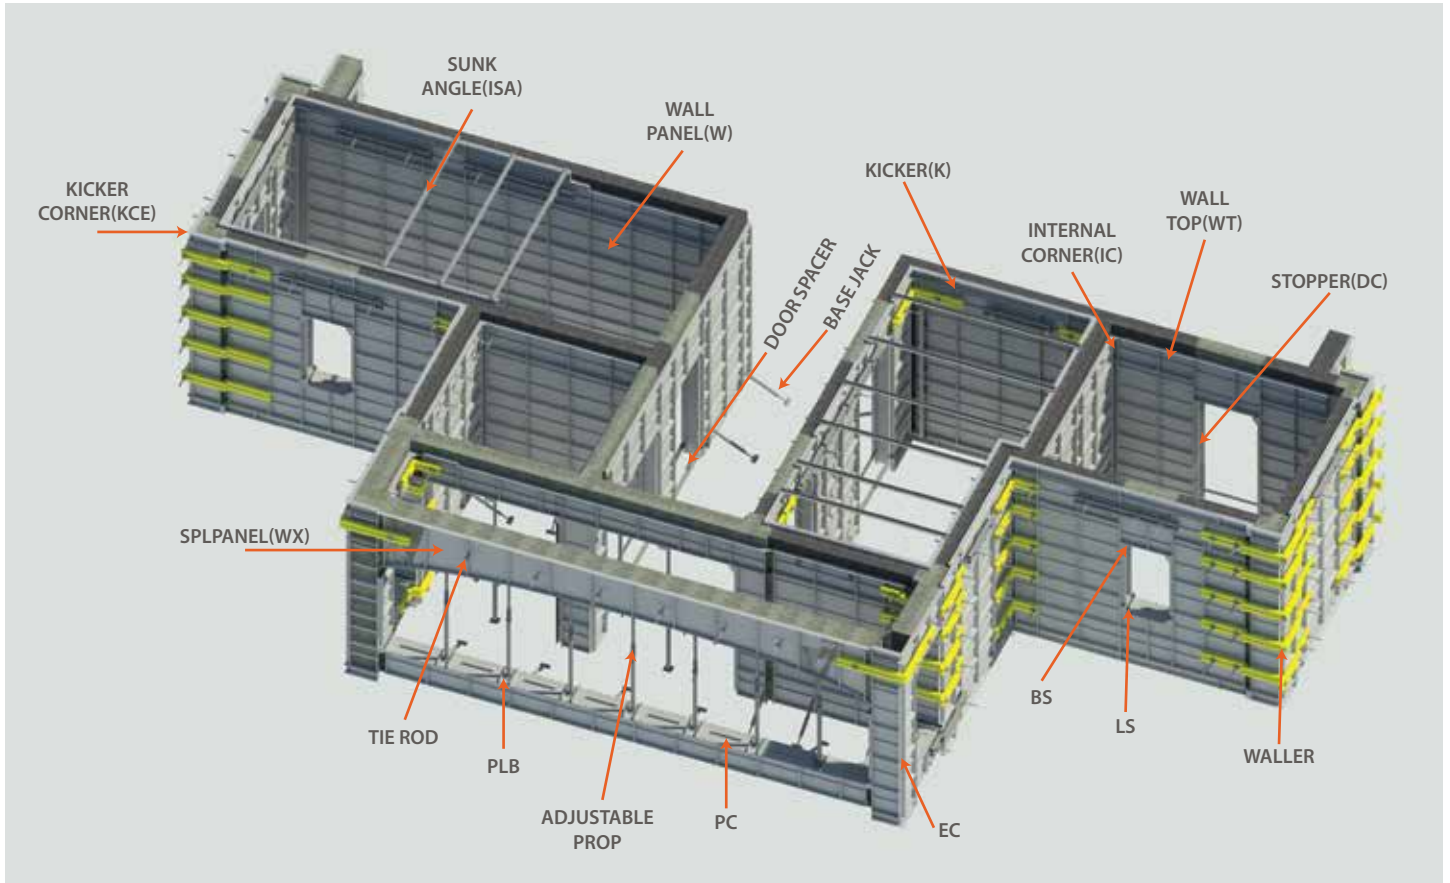 SUNK
ANGLE(ISA)
WALL
PANEL(W)
KICKER(K)
KICKER
CORNER(KCE)
WALL
TOP(WT)
INTERNAL
CORNER(IC)
STOPPER(DC)
DOOR SPACER
BASE JACK
SPLPANEL(WX)
TIE ROD
PLB
ADJUSTABLE
PROP
PC
EC
BS
LS
WALLER